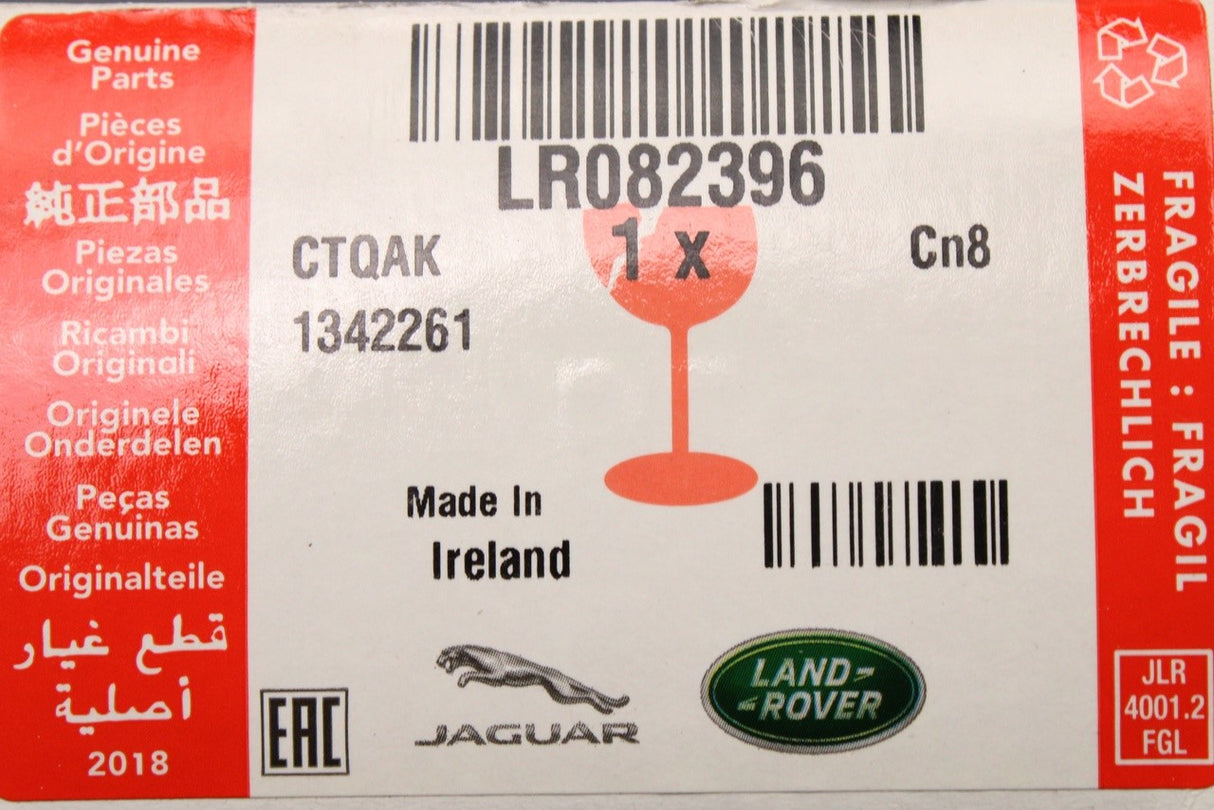 Genuine
Parts
Pièces
d'Origine
純正部品
Piezas
Originales
Ricambi
Originali
Originele
Onderdelen
Peças
Genuinas
Originalteile
قطع غيار
أصلية
2018
LR082396
1 x
CTQAK
Cn8
1342261
Made In
Ireland
EAC
JAGUAR
LAND-
ROVER
FRAGILE : FRAGIL
ZERBRECHLICH
JLR
4001.2
FGL